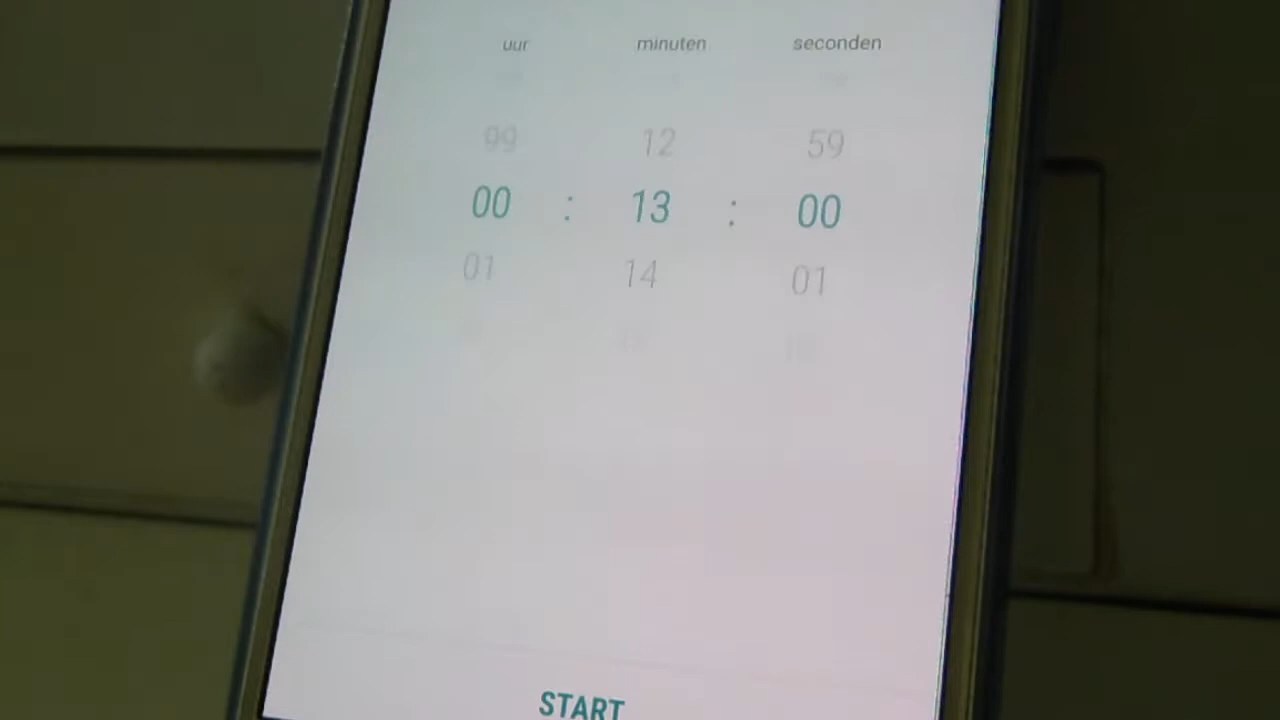 uur minuten seconden
99 12 59
00 : 13 : 00
01 14 01
START